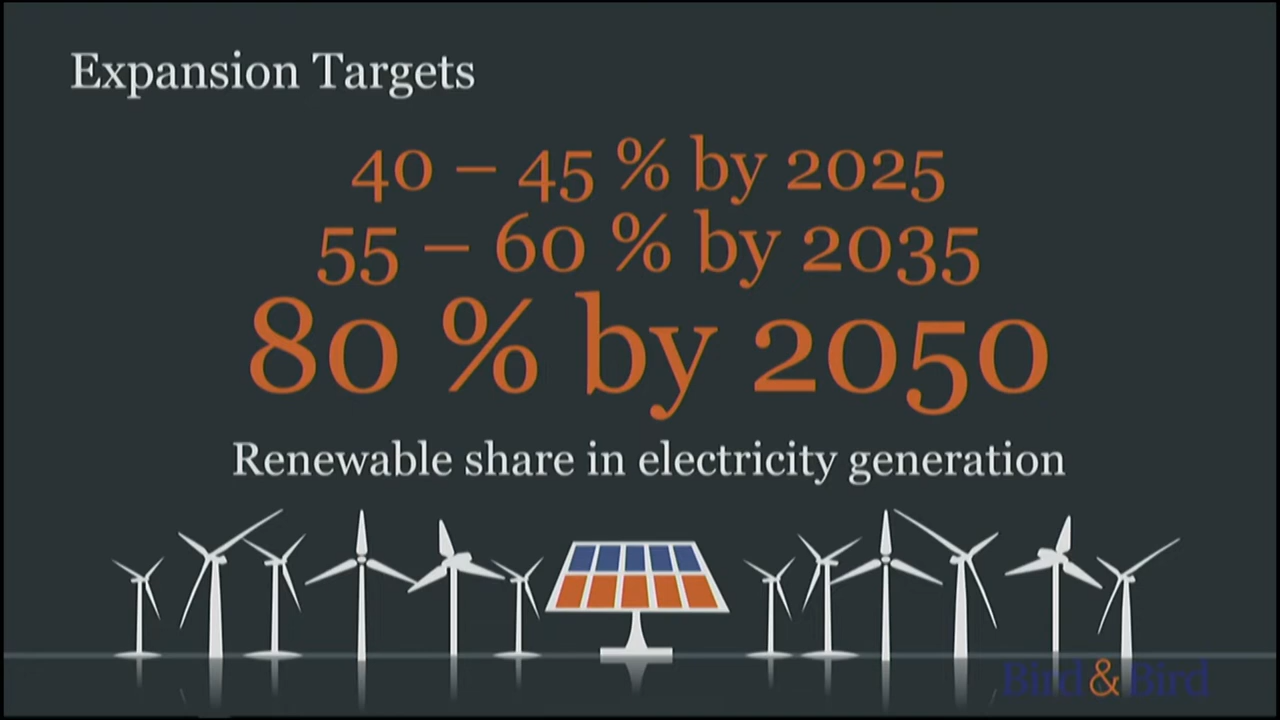 Expansion Targets
40 – 45 % by 2025
55 – 60 % by 2035
80 % by 2050
Renewable share in electricity generation
Bird & Bird